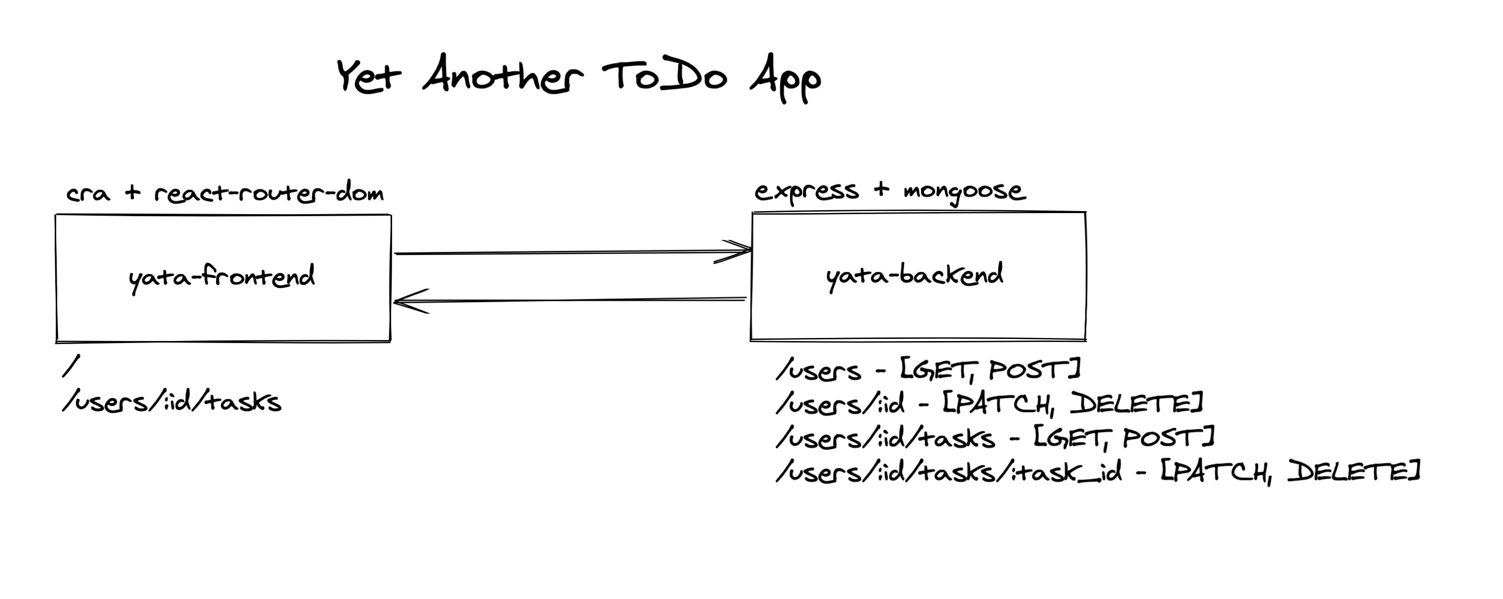 Yet Another ToDo App
cra + react-router-dom
yata-frontend
/
/users/:id/tasks
express + mongoose
yata-backend
/users - [GET, POST]
/users/:id - [PATCH, DELETE]
/users/:id/tasks - [GET, POST]
/users/:id/tasks/:task_id - [PATCH, DELETE]